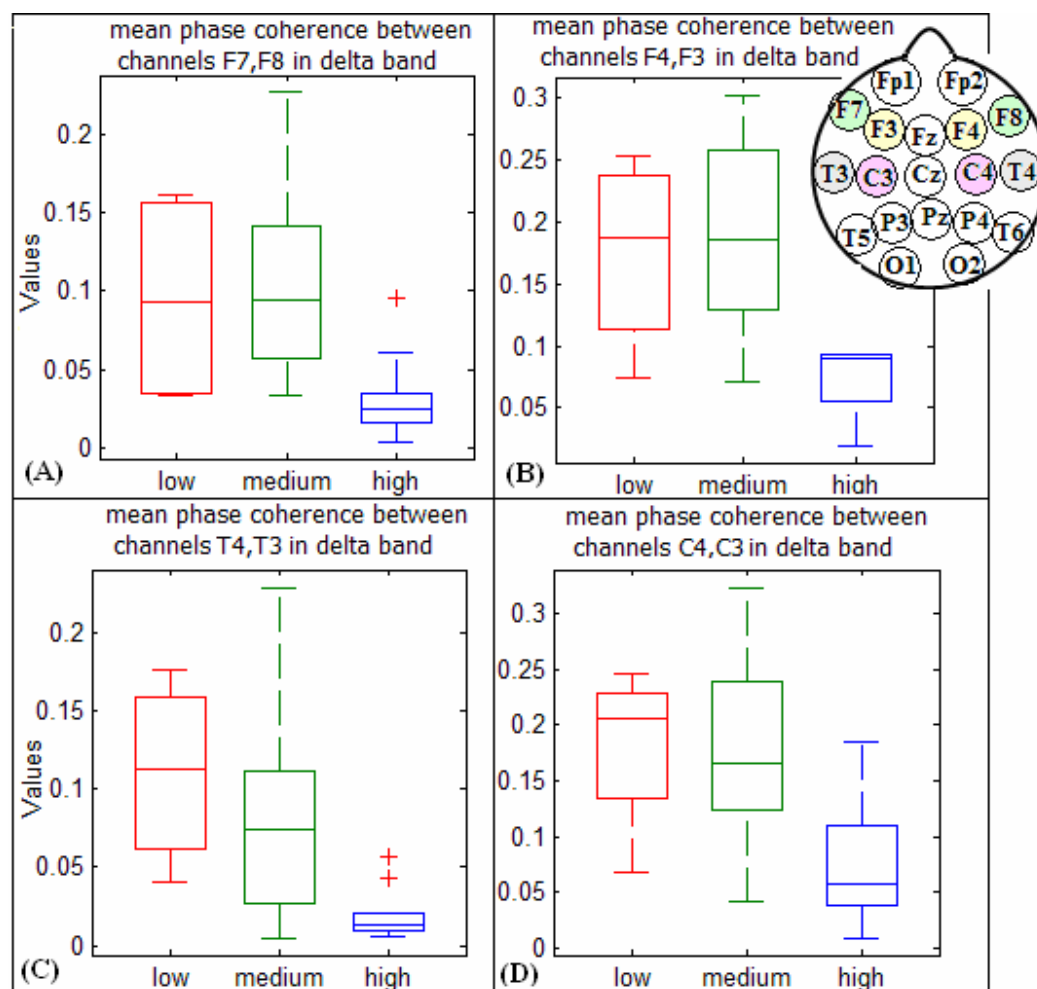 mean phase coherence between
channels F7,F8 in delta band
Values
0.2
0.15
0.1
0.05
0
low medium high
(A)
mean phase coherence between
channels F4,F3 in delta band
0.3
0.25
0.2
0.15
0.1
0.05
low medium high
(B)
Fp1 Fp2
F7 F3 Fz F4 F8
T3 C3 Cz C4 T4
T5 P3 Pz P4 T6
O1 O2
mean phase coherence between
channels T4,T3 in delta band
Values
0.2
0.15
0.1
0.05
0
low medium high
(C)
mean phase coherence between
channels C4,C3 in delta band
0.3
0.25
0.2
0.15
0.1
0.05
0
low medium high
(D)